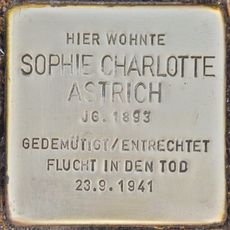 HIER WOHNTE
SOPHIE CHARLOTTE
ASTRICH
JG. 1893
GEDEMÜTIGT/ENTRECHTET
FLUCHT IN DEN TOD
23.9.1941